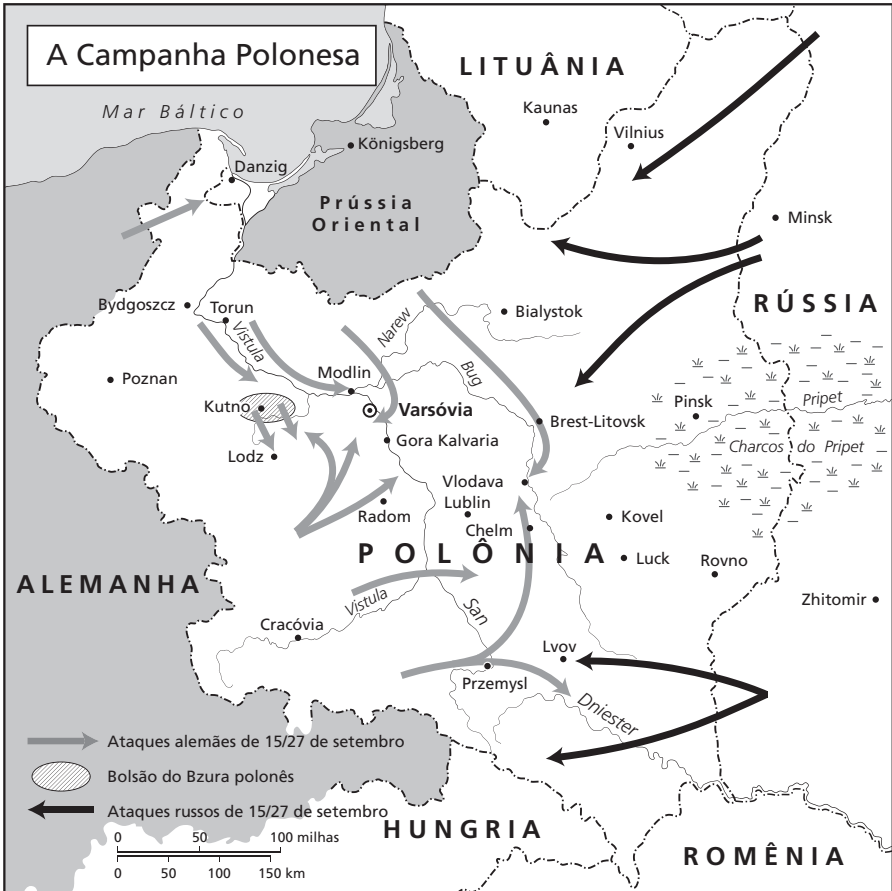 A Campanha Polonesa
LITUÂNIA
Mar Báltico
Kaunas
Vilnius
Königsberg
Danzig
Prússia
Oriental
Minsk
Bydgoszcz
Torun
Vístula
Narew
Bialystok
RÚSSIA
Poznan
Modlin
Bug
Kutno
Varsóvia
Brest-Litovsk
Pinsk
Pripet
Gora Kalvaria
Charcos do Pripet
Lodz
Vlodava
Radom
Lublin
Chelm
Kovel
POLÔNIA
Luck
Rovno
ALEMANHA
Vistula
San
Zhitomir
Cracóvia
Lvov
Przemysl
Dniester
Ataques alemães de 15/27 de setembro
Bolsão do Bzura polonês
Ataques russos de 15/27 de setembro
HUNGRIA
ROMÊNIA
0 50 100 milhas
0 50 100 150 km